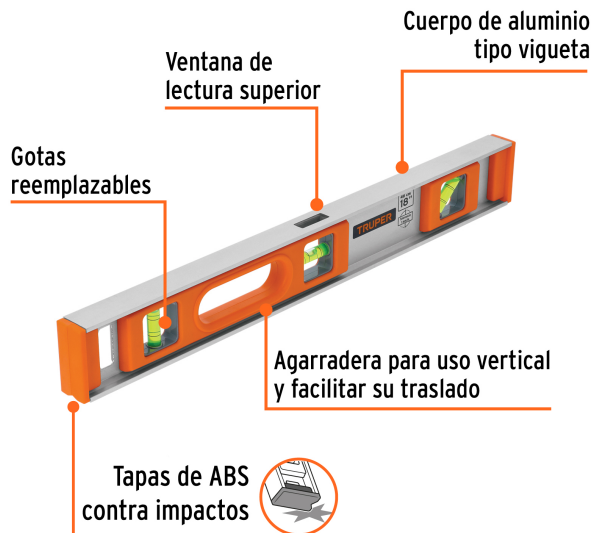 Cuerpo de aluminio
tipo vigueta
Ventana de
lectura superior
Gotas
reemplazables
TRUPER
18"
Agarradera para uso vertical
y facilitar su traslado
Tapas de ABS
contra impactos